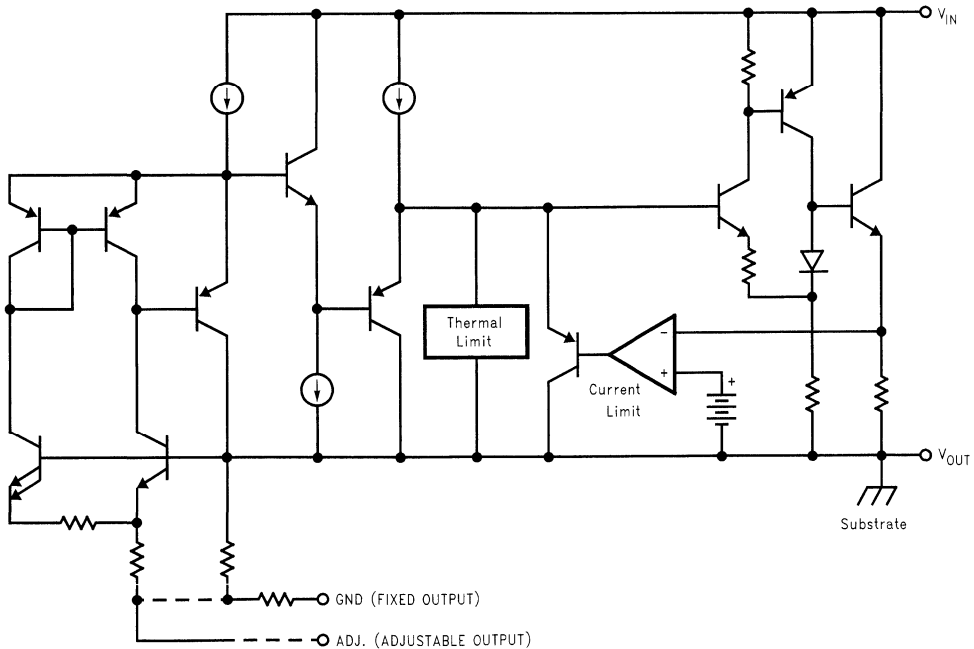 V_IN
Thermal
Limit
−
+
+
Current
Limit
V_OUT
Substrate
GND (FIXED OUTPUT)
ADJ. (ADJUSTABLE OUTPUT)